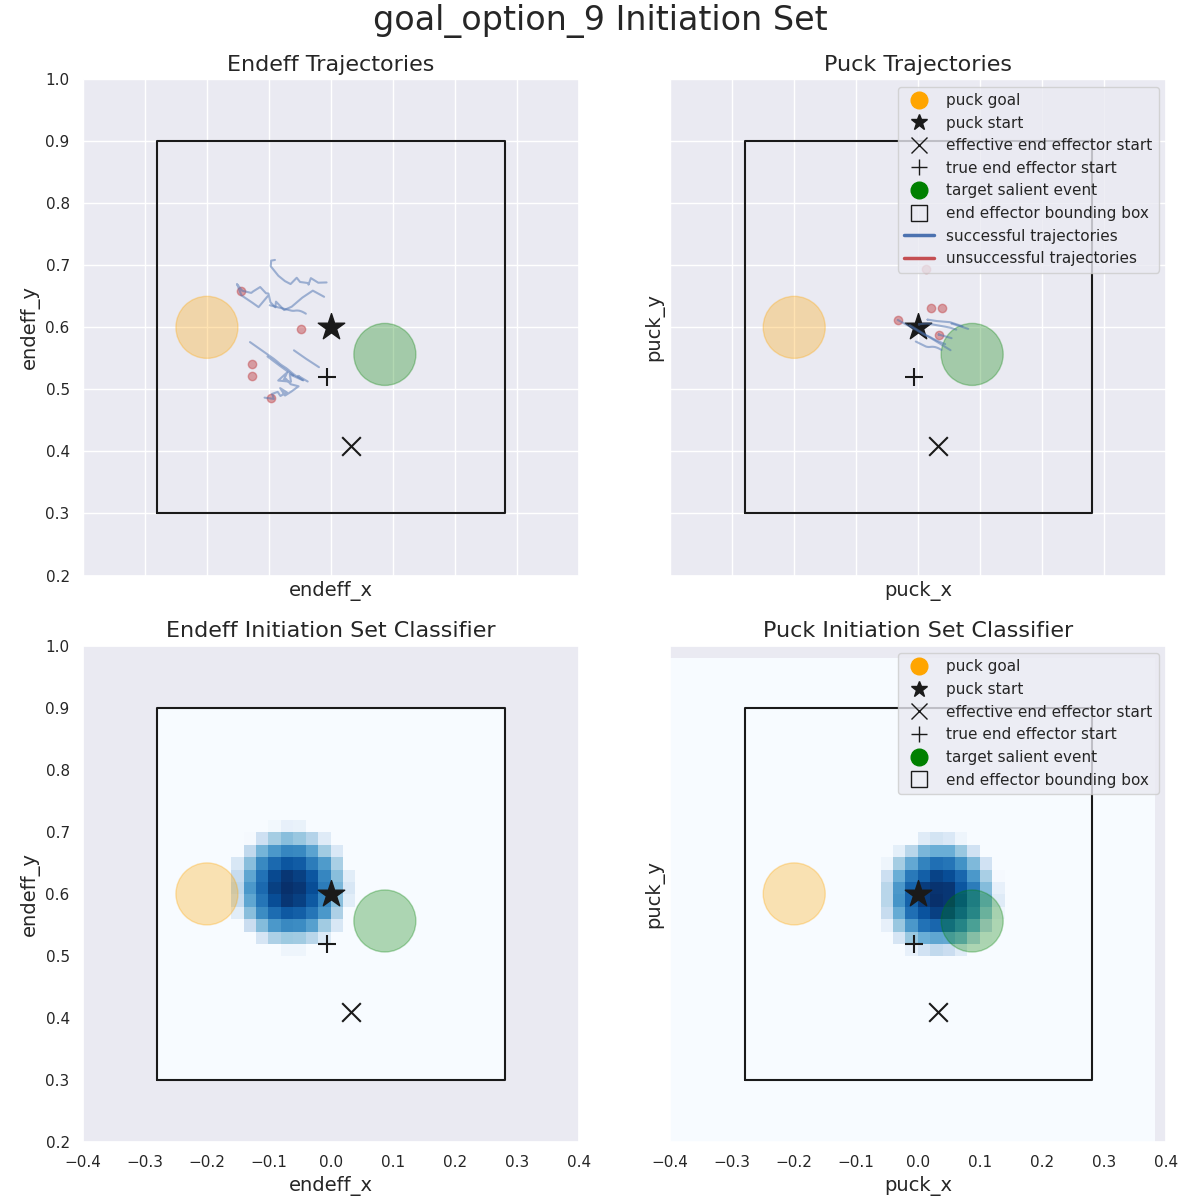 goal_option_9 Initiation Set
Endeff Trajectories
Puck Trajectories
1.0
0.9
0.8
0.7
0.6
0.5
0.4
0.3
0.2
endeff_y
endeff_x
puck_y
puck_x
puck goal
puck start
effective end effector start
true end effector start
target salient event
end effector bounding box
successful trajectories
unsuccessful trajectories
Endeff Initiation Set Classifier
Puck Initiation Set Classifier
1.0
0.9
0.8
0.7
0.6
0.5
0.4
0.3
0.2
endeff_y
−0.4 −0.3 −0.2 −0.1 0.0 0.1 0.2 0.3 0.4
endeff_x
puck_y
puck goal
puck start
effective end effector start
true end effector start
target salient event
end effector bounding box
−0.4 −0.3 −0.2 −0.1 0.0 0.1 0.2 0.3 0.4
puck_x